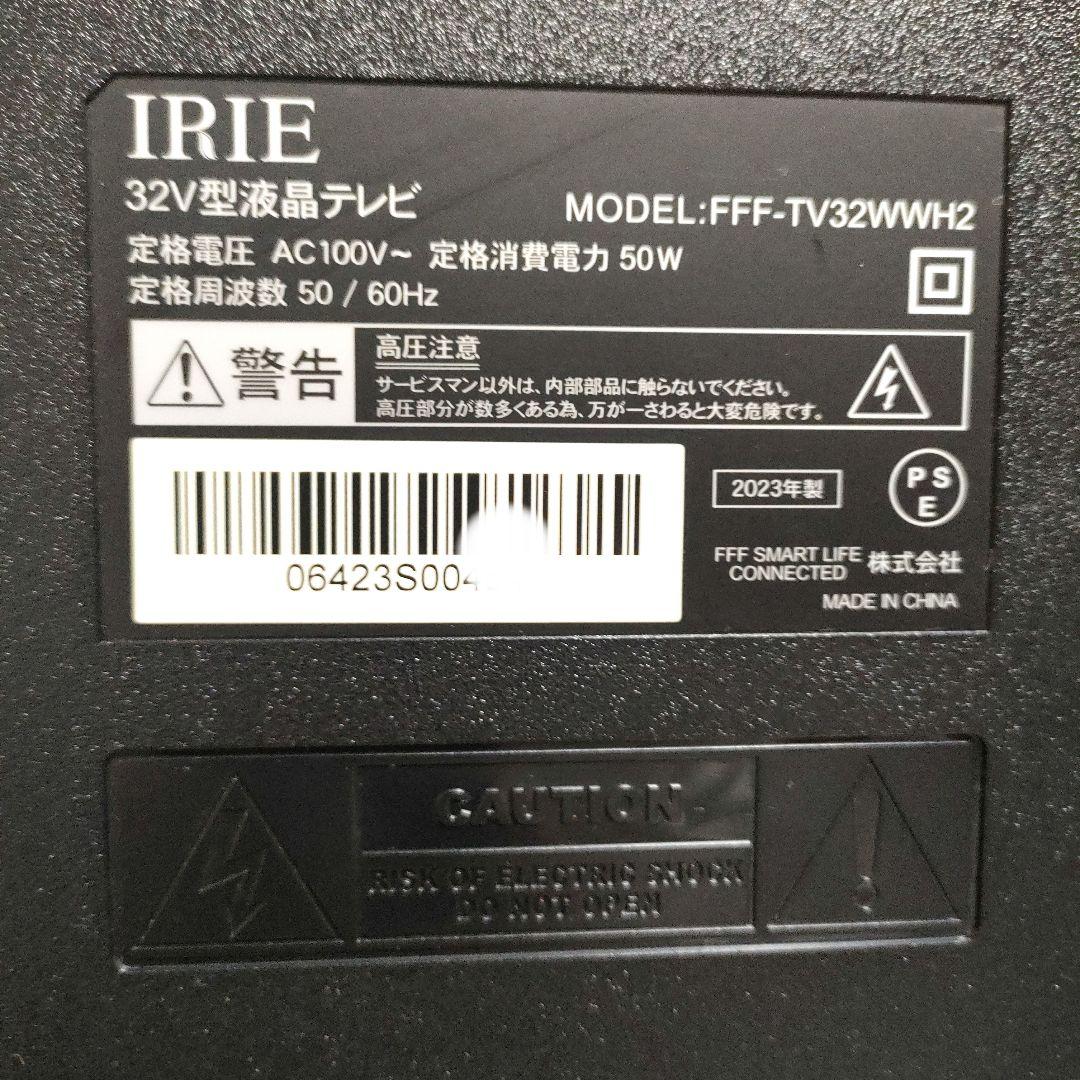 IRIE
32V型液晶テレビ
MODEL:FFF-TV32WWH2
定格電圧 AC100V~ 定格消費電力 50W
定格周波数 50 / 60Hz
警告
高圧注意
サービスマン以外は、内部部品に触らないでください。
高圧部分が数多くある為、万が一さわると大変危険です。
06423S004
2023年製
PS
E
FFF SMART LIFE
CONNECTED 株式会社
MADE IN CHINA
CAUTION
RISK OF ELECTRIC SHOCK
DO NOT OPEN